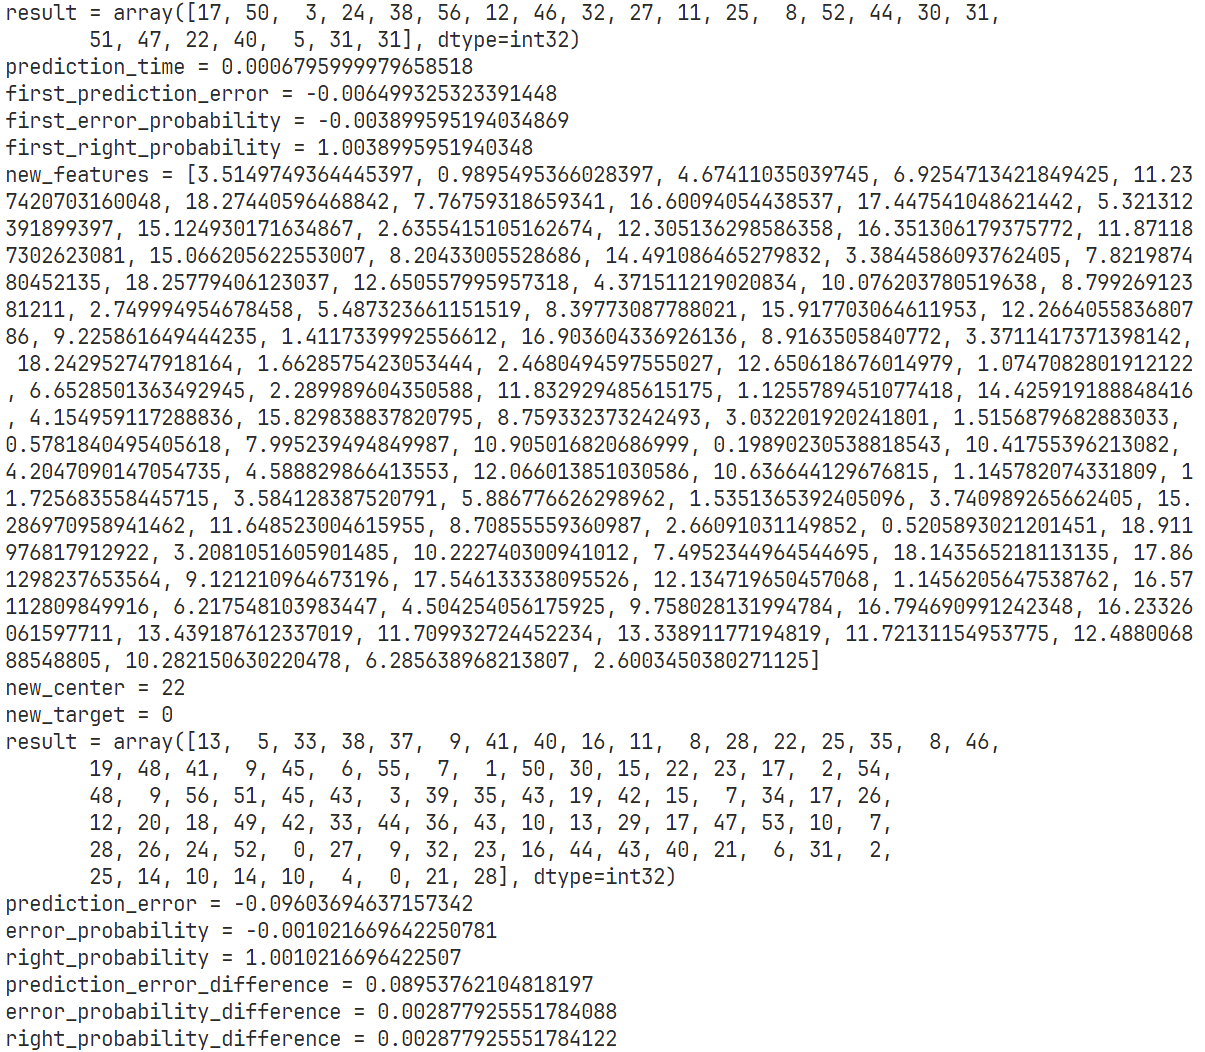 result = array([17, 50,  3, 24, 38, 56, 12, 46, 32, 27, 11, 25,  8, 52, 44, 30, 31,
       51, 47, 22, 40,  5, 31, 31], dtype=int32)
prediction_time = 0.0006795999979658518
first_prediction_error = -0.006499325323391448
first_error_probability = -0.003899595194034869
first_right_probability = 1.0038995951940348
new_features = [3.5149749364445397, 0.9895495366028397, 4.67411035039745, 6.9254713421849425, 11.23
7420703160048, 18.27440596468842, 7.76759318659341, 16.60094054438537, 17.447541048621442, 5.321312
391899397, 15.124930171634867, 2.6355415105162674, 12.305136298586358, 16.351306179375772, 11.87118
7302623081, 15.066205622553007, 8.20433005528686, 14.491086465279832, 3.3844586093762405, 7.8219874
80452135, 18.257779406123037, 12.650557995957318, 4.371511219020834, 10.076203780519638, 8.799269123
81211, 2.749994954678458, 5.487323661151519, 8.39773087788021, 15.917703064611953, 12.2664055836807
86, 9.225861649444235, 1.4117339992556612, 16.903604336926136, 8.9163505840772, 3.3711417371398142,
 18.242952747918164, 1.6628575423053444, 2.4680494597555027, 12.650618676014979, 1.0747082801912122
, 6.6528501363492945, 2.289989604350588, 11.832929485615175, 1.1255789451077418, 14.425919188848416
, 4.154959117288836, 15.829838837820795, 8.759332373242493, 3.032201920241801, 1.5156879682883033,
0.5781840495405618, 7.995239494849987, 10.905016820686999, 0.19890230538818543, 10.41755396213082,
4.2047090147054735, 4.588829866413553, 12.066013851030586, 10.636644129676815, 1.145782074331809, 1
1.725683558445715, 3.584128387520791, 5.886776626298962, 1.5351365392405096, 3.740989265662405, 15.
286970958941462, 11.648523004615955, 8.70855559360987, 2.66091031149852, 0.5205893021201451, 18.911
976817912922, 3.2081051605901485, 10.222740300941012, 7.4952344964544695, 18.143565218113135, 17.86
1298237653564, 9.121210964673196, 17.546133338095526, 12.134719650457068, 1.1456205647538762, 16.57
112809849916, 6.217548103983447, 4.504254056175925, 9.758028131994784, 16.794690991242348, 16.23326
061597711, 13.439187612337019, 11.709932724452234, 13.33891177194819, 11.72131154953775, 12.4880068
88548805, 10.282150630220478, 6.285638968213807, 2.6003450380271125]
new_center = 22
new_target = 0
result = array([13,  5, 33, 38, 37,  9, 41, 40, 16, 11,  8, 28, 22, 25, 35,  8, 46,
       19, 48, 41,  9, 45,  6, 55,  7,  1, 50, 30, 15, 22, 23, 17,  2, 54,
       48,  9, 56, 51, 45, 43,  3, 39, 35, 43, 19, 42, 15,  7, 34, 17, 26,
       12, 20, 18, 49, 42, 33, 44, 36, 43, 10, 13, 29, 17, 47, 53, 10,  7,
       28, 26, 24, 52,  0, 27,  9, 32, 23, 16, 44, 43, 40, 21,  6, 31,  2,
       25, 14, 10, 14, 10,  4,  0, 21, 28], dtype=int32)
prediction_error = -0.09603694637157342
error_probability = -0.001021669642250781
right_probability = 1.0010216696422507
prediction_error_difference = 0.08953762104818197
error_probability_difference = 0.002877925551784088
right_probability_difference = 0.002877925551784122